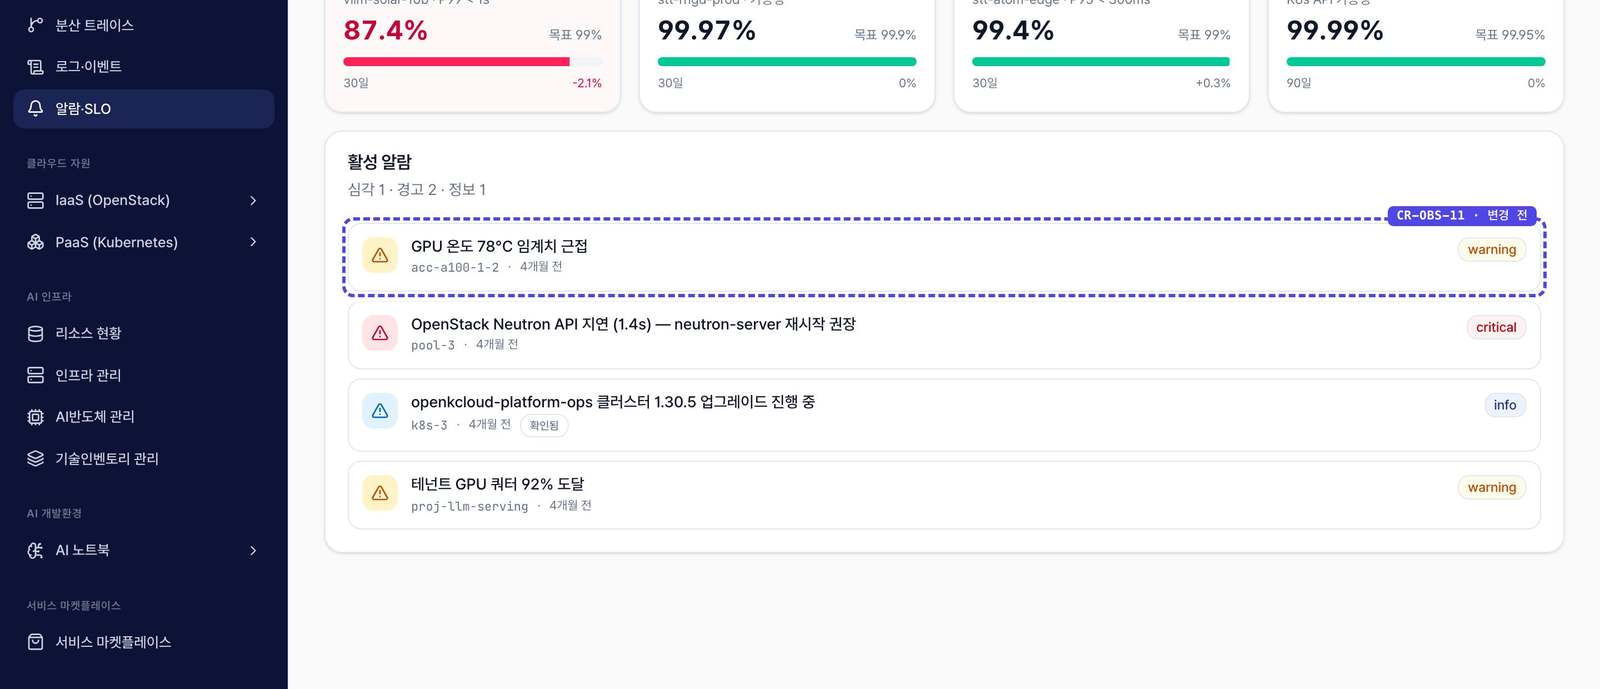 분산 트레이스
로그·이벤트
알람·SLO
클라우드 자원
IaaS (OpenStack)
PaaS (Kubernetes)
AI 인프라
리소스 현황
인프라 관리
AI반도체 관리
기술인벤토리 관리
AI 개발환경
AI 노트북
서비스 마켓플레이스
서비스 마켓플레이스
87.4%
목표 99%
30일
-2.1%
99.97%
목표 99.9%
30일
0%
99.4%
목표 99%
30일
+0.3%
99.99%
목표 99.95%
90일
0%
활성 알람
심각 1 · 경고 2 · 정보 1
CR-OBS-11 · 변경 전
GPU 온도 78°C 임계치 근접
acc-a100-1-2 · 4개월 전
warning
OpenStack Neutron API 지연 (1.4s) — neutron-server 재시작 권장
pool-3 · 4개월 전
critical
openkcloud-platform-ops 클러스터 1.30.5 업그레이드 진행 중
k8s-3 · 4개월 전 확인됨
info
테넌트 GPU 쿼터 92% 도달
proj-llm-serving · 4개월 전
warning